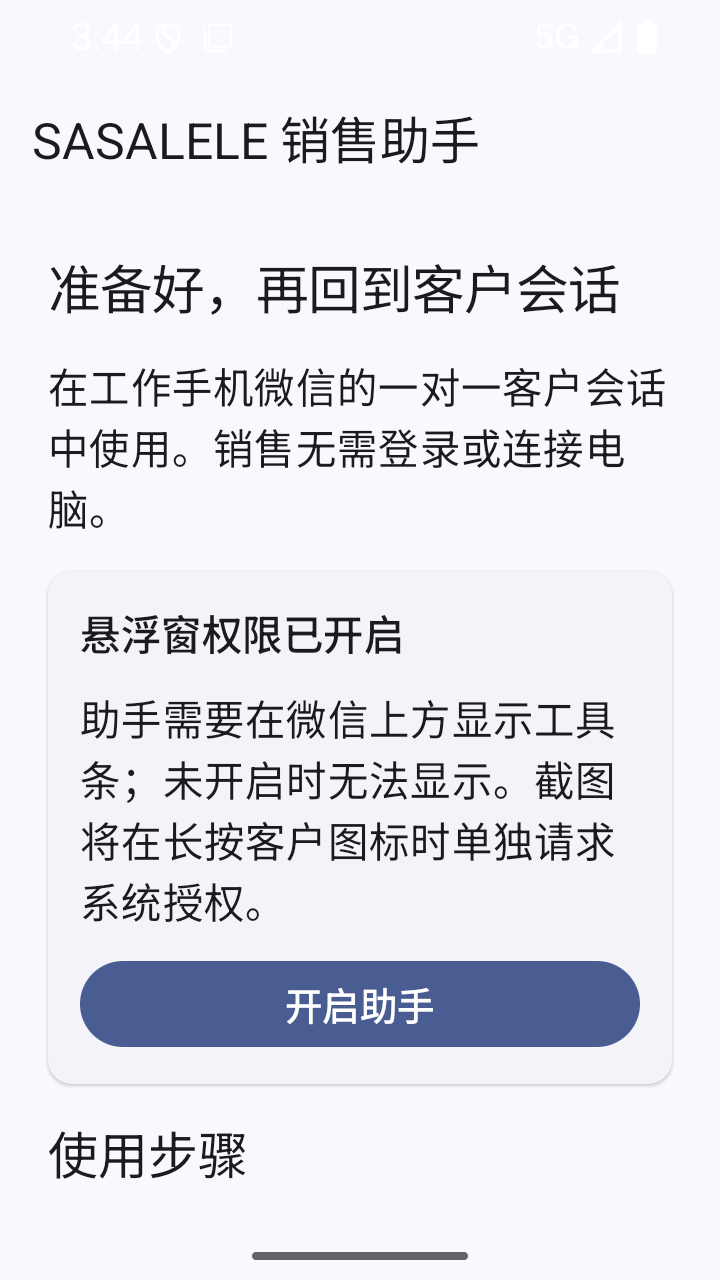 3:44
5G
SASALELE 销售助手
准备好，再回到客户会话
在工作手机微信的一对一客户会话
中使用。销售无需登录或连接电
脑。
悬浮窗权限已开启
助手需要在微信上方显示工具
条；未开启时无法显示。截图
将在长按客户图标时单独请求
系统授权。
开启助手
使用步骤